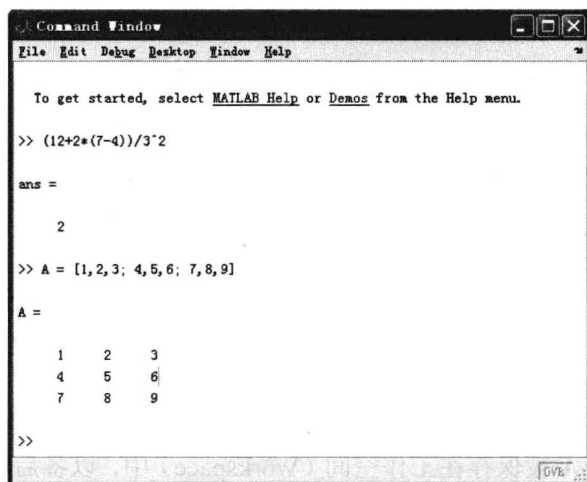 Command Window
File Edit Debug Desktop Window Help
To get started, select MATLAB Help or Demos from the Help menu.
>> (12+2*(7-4))/3^2
ans =
2
>> A = [1,2,3; 4,5,6; 7,8,9]
A =
1 2 3
4 5 6
7 8 9
>>
OVR